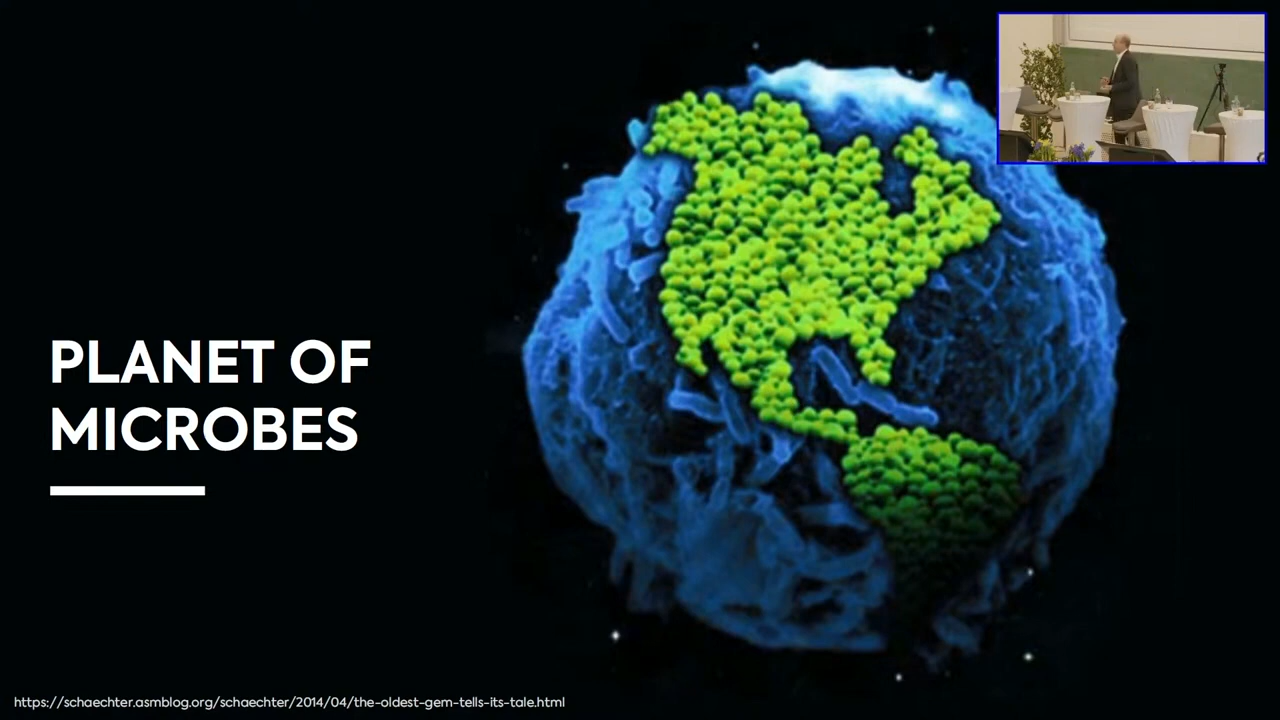 PLANET OF
MICROBES
https://schaechter.asmblog.org/schaechter/2014/04/the-oldest-gem-tells-its-tale.html